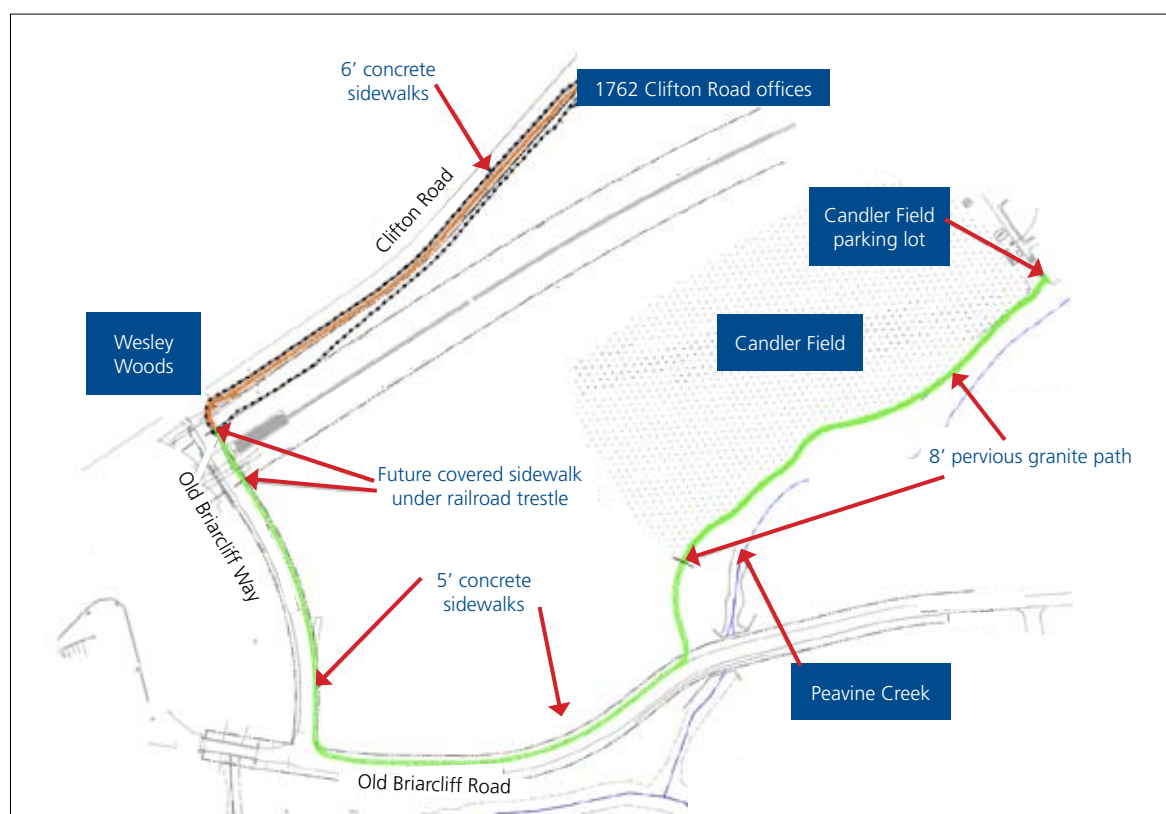 6’ concrete
sidewalks
1762 Clifton Road offices
Clifton Road
Candler Field
parking lot
Wesley
Woods
Candler Field
Future covered sidewalk
under railroad trestle
8’ pervious granite path
Old Briarcliff Way
5’ concrete
sidewalks
Peavine Creek
Old Briarcliff Road